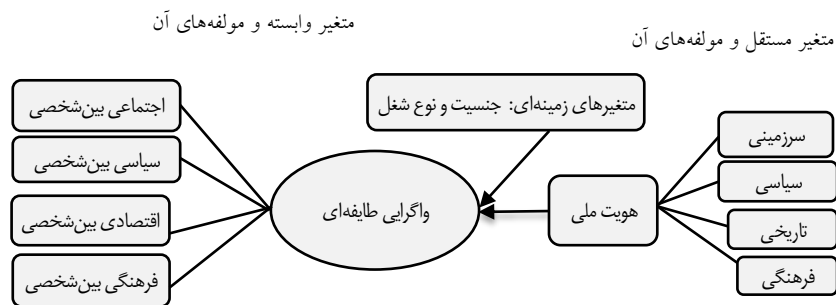 متغیر مستقل و مولفه‌های آن
متغیر وابسته و مولفه‌های آن
متغیرهای زمینه‌ای: جنسیت و نوع شغل
سرزمینی
سیاسی
تاریخی
فرهنگی
هویت ملی
واگرایی طایفه‌ای
اجتماعی بین‌شخصی
سیاسی بین‌شخصی
اقتصادی بین‌شخصی
فرهنگی بین‌شخصی